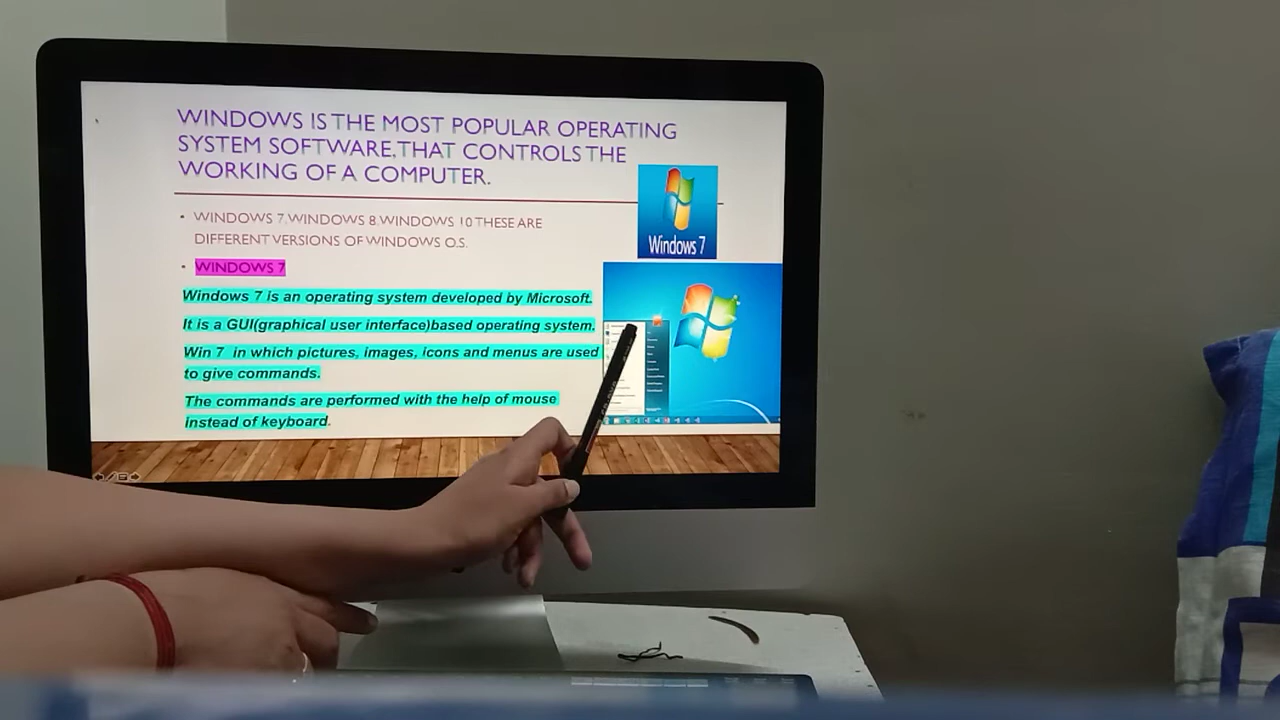 WINDOWS IS THE MOST POPULAR OPERATING
SYSTEM SOFTWARE,THAT CONTROLS THE
WORKING OF A COMPUTER.
• WINDOWS 7,WINDOWS 8.WINDOWS 10 THESE ARE
DIFFERENT VERSIONS OF WINDOWS O.S.
• WINDOWS 7
Windows 7 is an operating system developed by Microsoft.
It is a GUI(graphical user interface)based operating system.
Win 7 in which pictures, images, icons and menus are used
to give commands.
The commands are performed with the help of mouse
instead of keyboard.
Windows 7